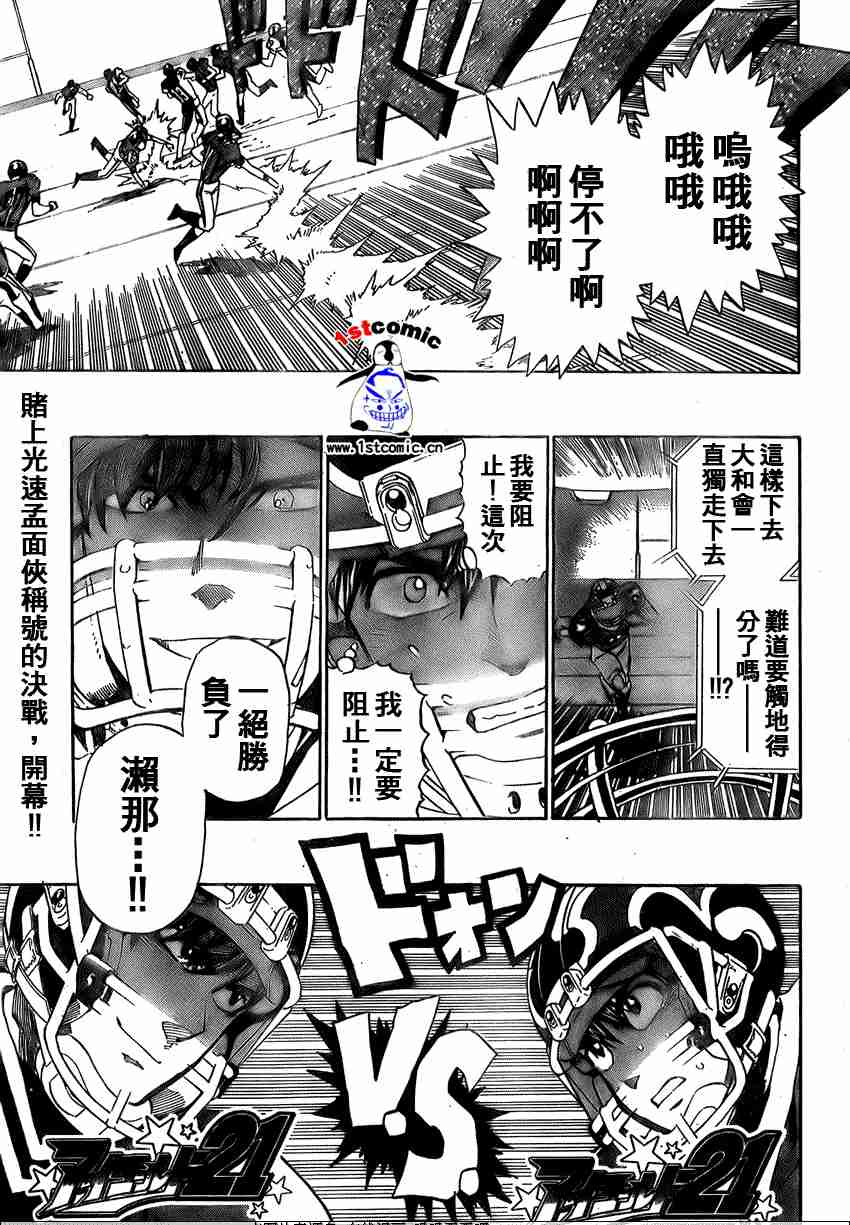 嗚哦哦
哦哦
停不了啊
啊啊啊
ドドドド
1stcomic
www.1stcomic.cn
這樣下去
大和會一
直獨走下去
難道要觸地得
分了嗎——
——!!?
我要阻
止!這次
我一定要
阻止…!!
一絕勝
負了
瀨那…!!
賭上光速孟面俠稱號的決戰，開幕!!
ドォン
V.S
アイシールド21
アイシールド21